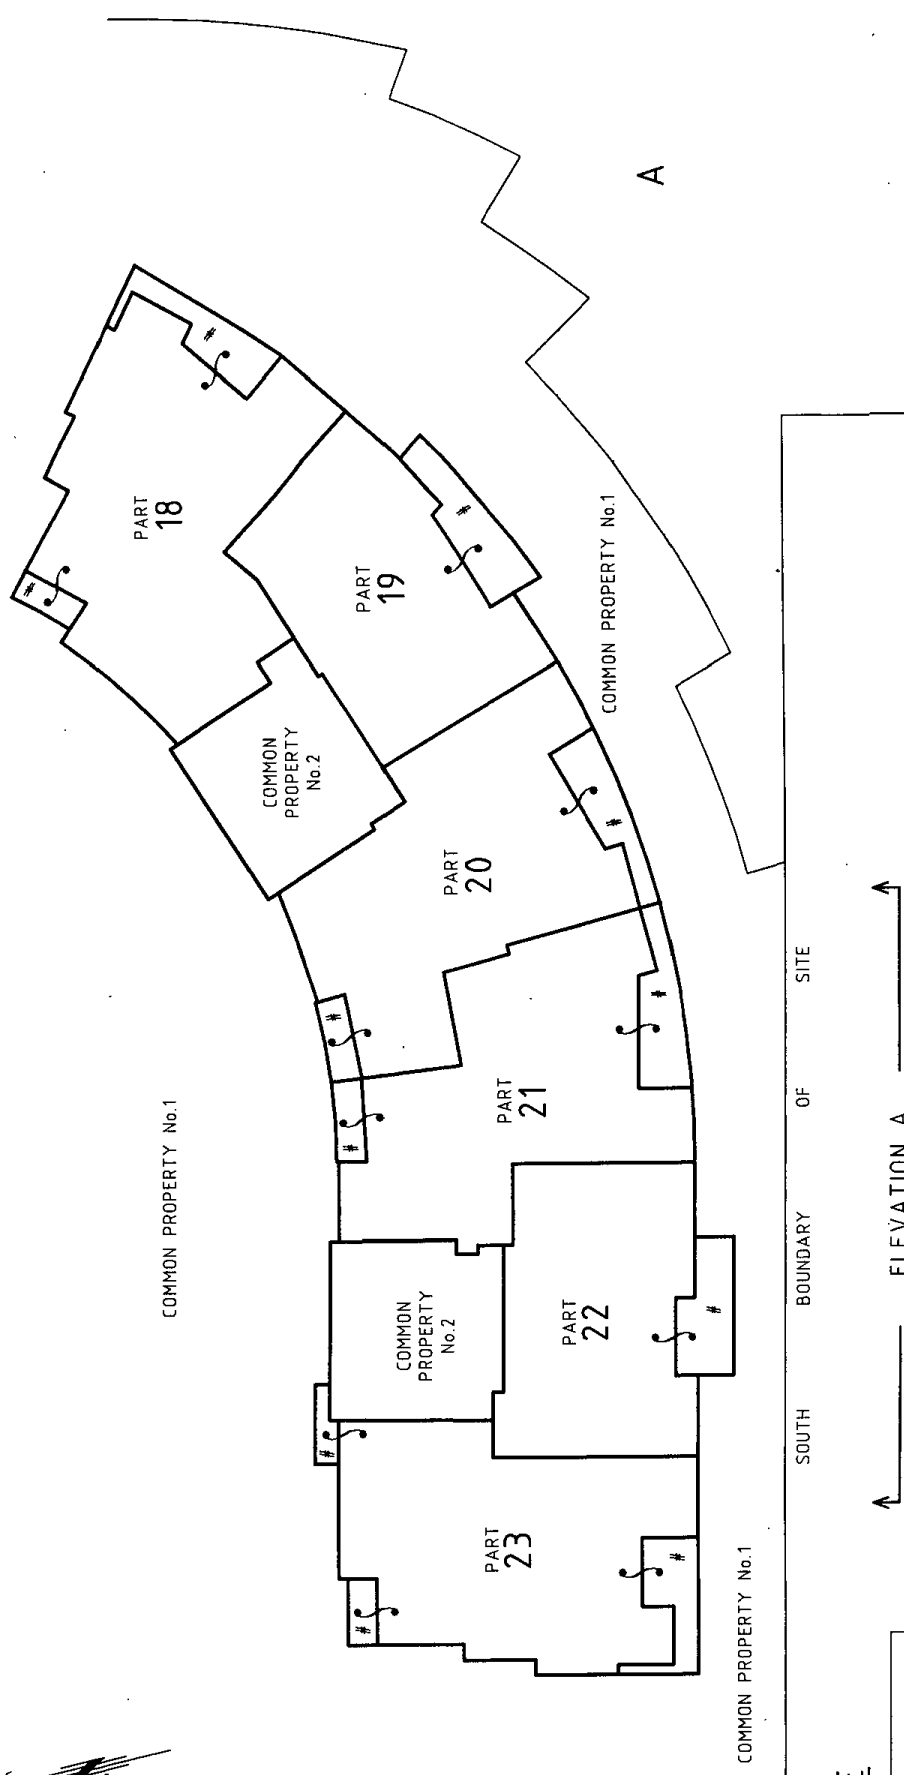 A
#
PART
18
#
PART
19
#
COMMON PROPERTY No.1
COMMON
PROPERTY
No.2
PART
20
#
#
#
SITE
COMMON PROPERTY No.1
#
PART
21
OF
ELEVATION A
BOUNDARY
COMMON
PROPERTY
No.2
PART
22
#
SOUTH
#
PART
23
#
#
COMMON PROPERTY No.1